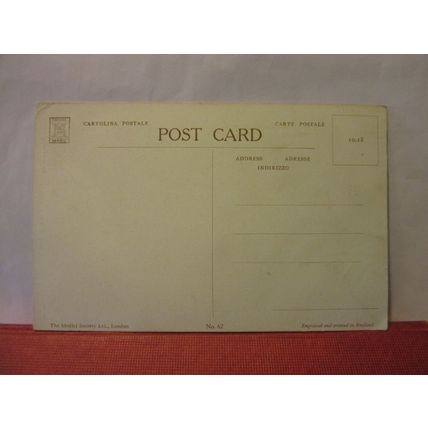 CARTOLINA POSTALE
CARTE POSTALE
POST CARD
ADDRESS ADRESSE
INDIRIZZO
The Medici Society Ltd., London
No. 62
Engraved and printed in England